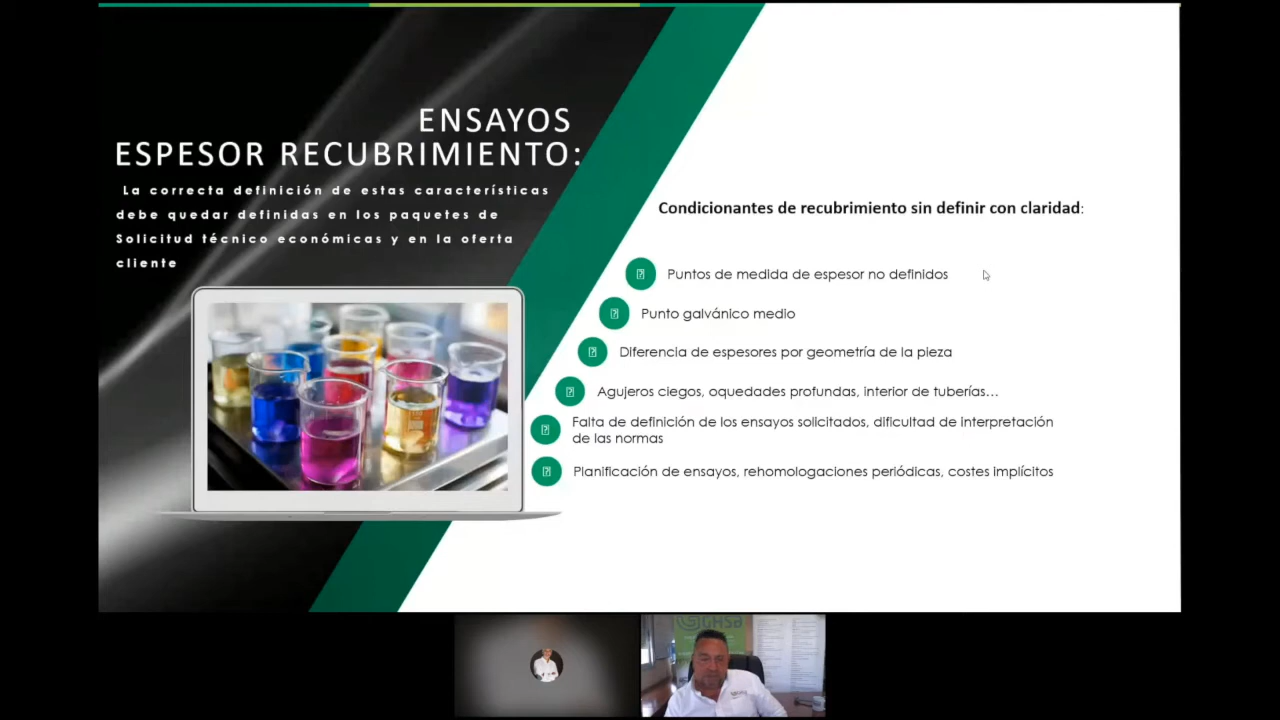 ENSAYOS
ESPESOR RECUBRIMIENTO:
La correcta definición de estas características
debe quedar definidas en los paquetes de
Solicitud técnico económicas y en la oferta
cliente
Condicionantes de recubrimiento sin definir con claridad:
Puntos de medida de espesor no definidos
Punto galvánico medio
Diferencia de espesores por geometría de la pieza
Agujeros ciegos, oquedades profundas, interior de tuberías...
Falta de definición de los ensayos solicitados, dificultad de interpretación
de las normas
Planificación de ensayos, rehomologaciones periódicas, costes implícitos